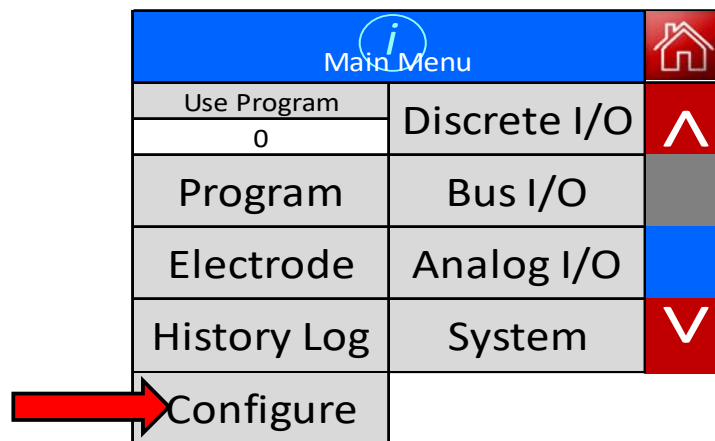 i
Main Menu
Use Program
0
Discrete I/O
Program
Bus I/O
Electrode
Analog I/O
History Log
System
Configure